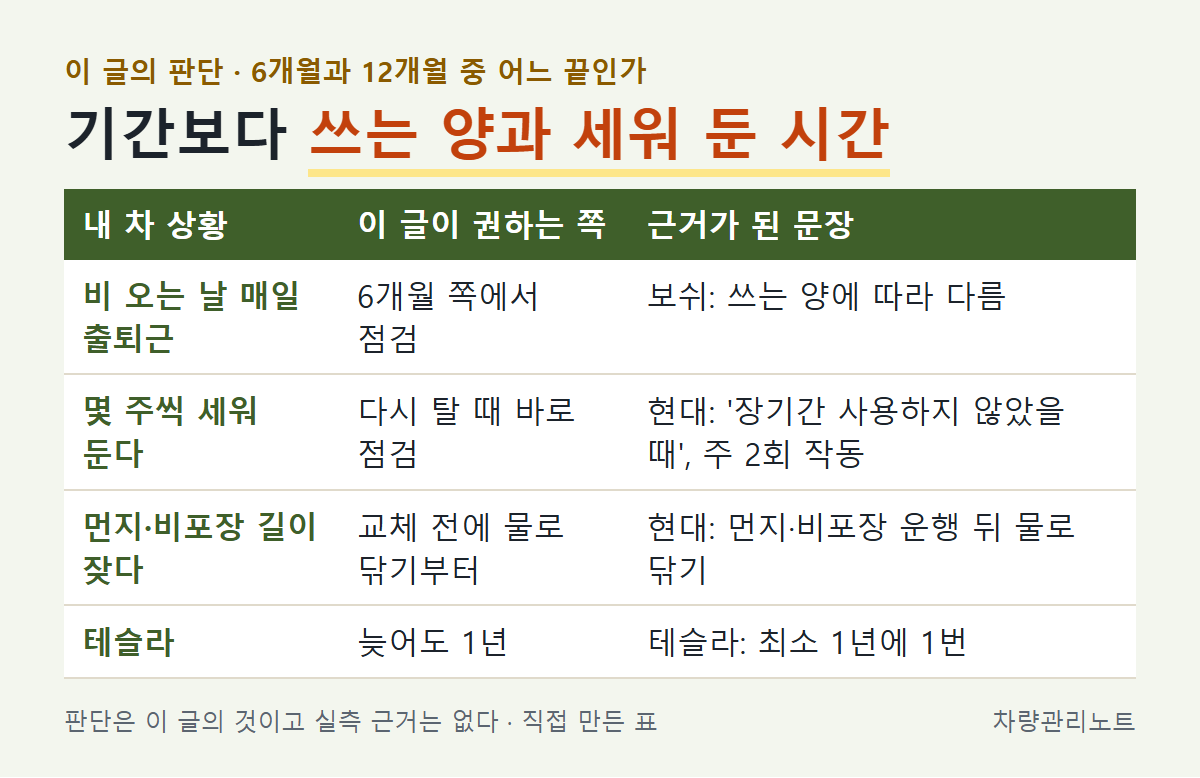 이 글의 판단 · 6개월과 12개월 중 어느 끝인가
기간보다 쓰는 양과 세워 둔 시간
내 차 상황 이 글이 권하는 쪽 근거가 된 문장
비 오는 날 매일 출퇴근
6개월 쪽에서 점검
보쉬: 쓰는 양에 따라 다름
몇 주씩 세워 둔다
다시 탈 때 바로 점검
현대: '장기간 사용하지 않았을 때', 주 2회 작동
먼지·비포장 길이 잦다
교체 전에 물로 닦기부터
현대: 먼지·비포장 운행 뒤 물로 닦기
테슬라
늦어도 1년
테슬라: 최소 1년에 1번
판단은 이 글의 것이고 실측 근거는 없다 · 직접 만든 표
차량관리노트